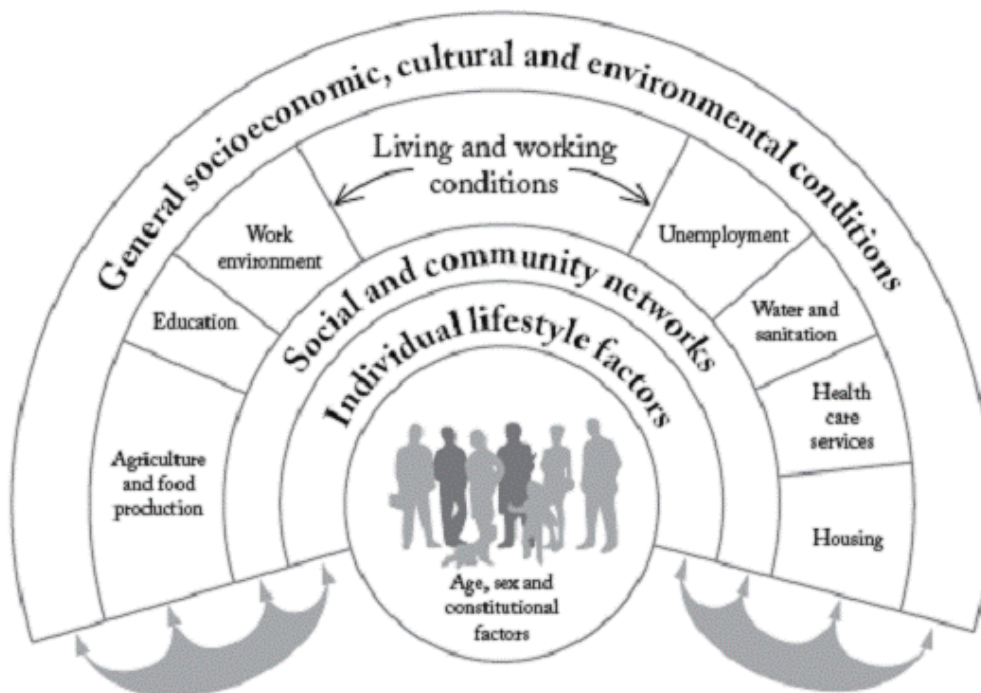 General socioeconomic, cultural and environmental conditions
Living and working
conditions
Work
environment
Unemployment
Education
Water and
sanitation
Agriculture
and food
production
Health
care
services
Housing
Social and community networks
Individual lifestyle factors
Age, sex and
constitutional
factors